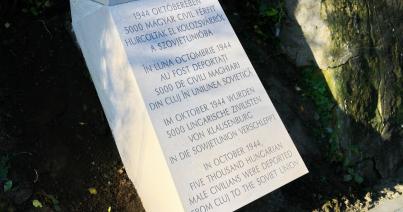 1944 OKTÓBERÉBEN
5000 MAGYAR CIVIL FÉRFIT
HURCOLTAK EL KOLOZSVÁRRÓL
A SZOVJETUNIÓBA
ÎN LUNA OCTOMBRIE 1944
AU FOST DEPORTAȚI
5000 DE CIVILI MAGHIARI
DIN CLUJ ÎN UNIUNEA SOVIETICĂ
IM OKTOBER 1944 WURDEN
5000 UNGARISCHE ZIVILISTEN
VON KLAUSENBURG
IN DIE SOWJETUNION VERSCHLEPPT
IN OCTOBER 1944,
FIVE THOUSAND HUNGARIAN
MALE CIVILIANS WERE DEPORTED
FROM CLUJ TO THE SOVIET UNION